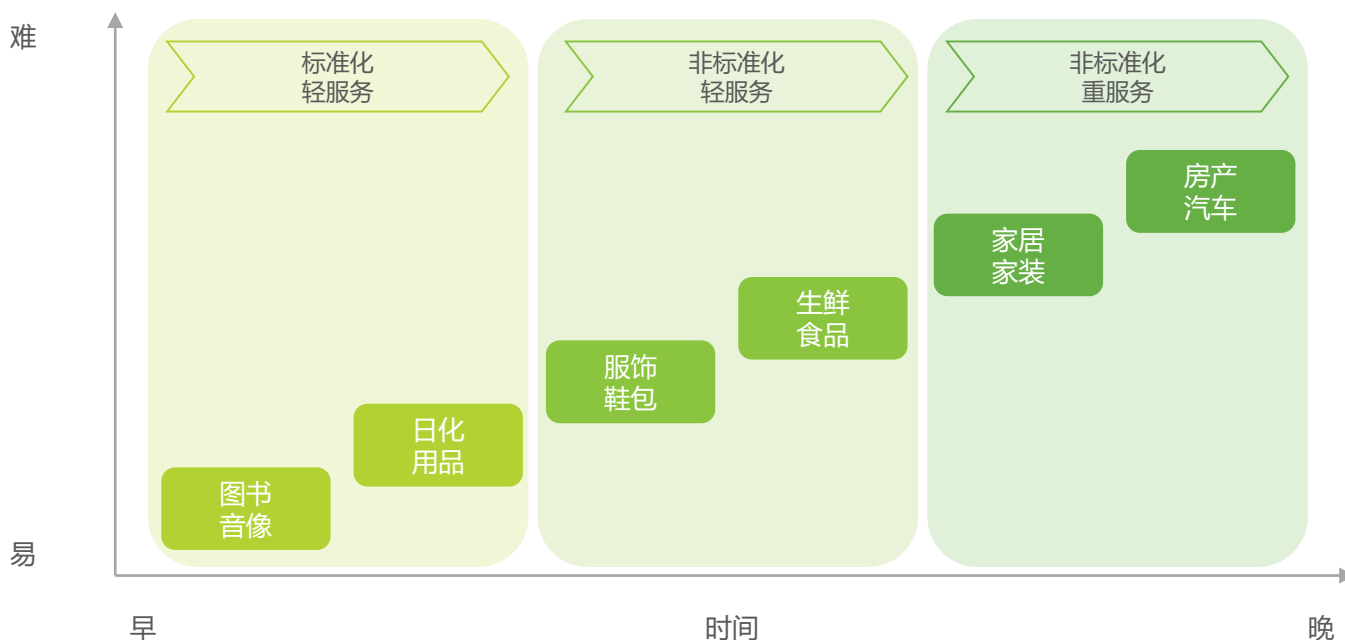 难
标准化
轻服务
非标准化
轻服务
非标准化
重服务
房产
汽车
家居
家装
生鲜
食品
服饰
鞋包
日化
用品
图书
音像
易
早
时间
晚